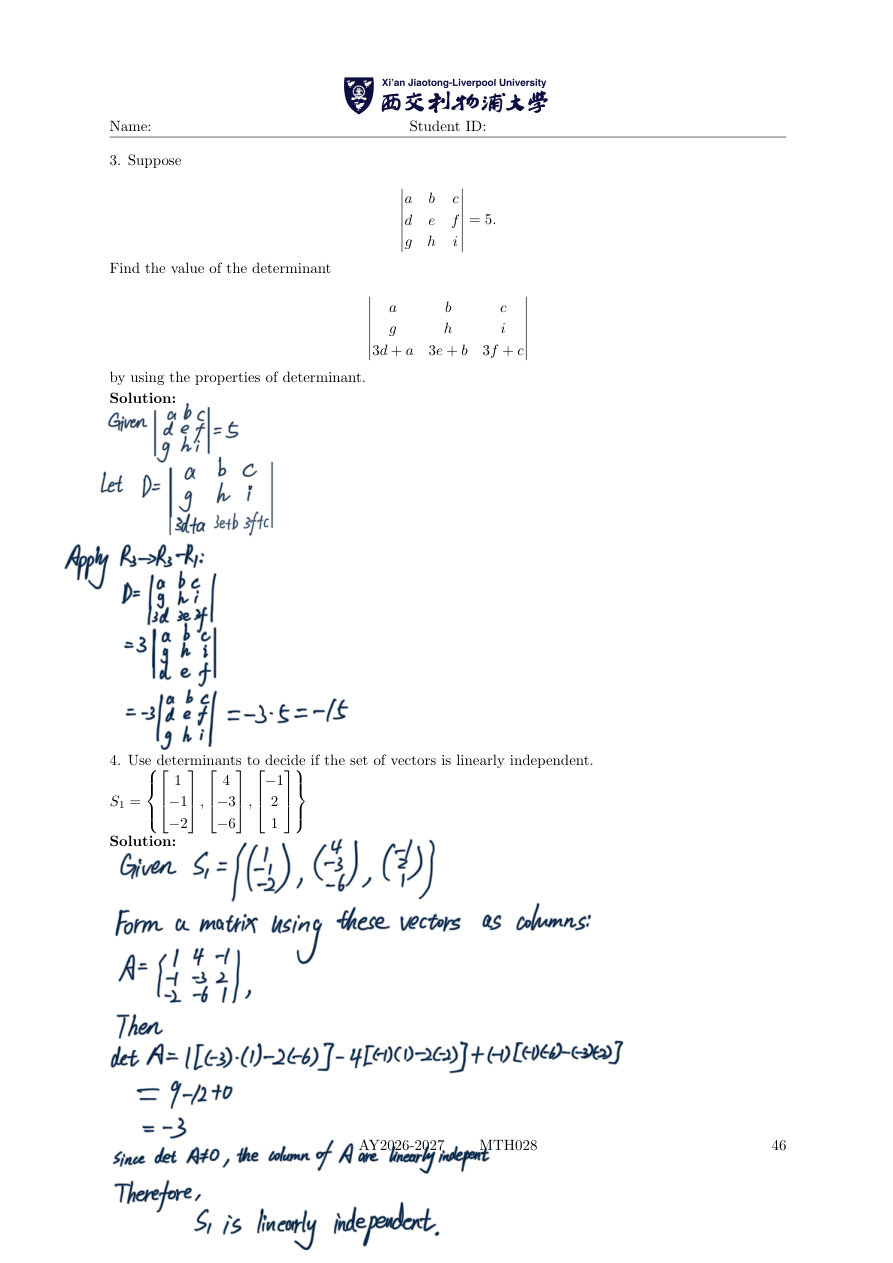 Xi'an Jiaotong-Liverpool University
西交利物浦大学
Name: Student ID:
3. Suppose
|a b c|
|d e f| = 5.
|g h i|
Find the value of the determinant
|a b c|
|g h i|
|3d + a 3e + b 3f + c|
by using the properties of determinant.
Solution:
Given |a b c|
|d e f| = 5
|g h i|
Let D= |a b c|
|g h i|
|3d+a 3e+b 3f+c|
Apply R₃→R₃-R₁:
D= |a b c|
|g h i|
|3d 3e 3f|
=3 |a b c|
|g h i|
|d e f|
=-3 |a b c|
|d e f| =-3·5=-15
|g h i|
4. Use determinants to decide if the set of vectors is linearly independent.
S₁ = { [1 -1 -2], [4 -3 -6], [-1 2 1] }
Solution:
Given S₁ = { (1 -1 -2), (4 -3 -6), (-1 2 1) }
Form a matrix using these vectors as columns:
A= [1 4 -1
-1 -3 2
-2 -6 1],
Then
det A= 1[(-3)·(1)-2(-6)]-4[(-1)(1)-2(-2)]+(-1)[(-1)(-6)-(-3)(-2)]
= 9-12+0
= -3
AY2026-2027 MTH028 46
Since det A≠0, the column of A are linearly indepent
Therefore,
S₁ is linearly independent.